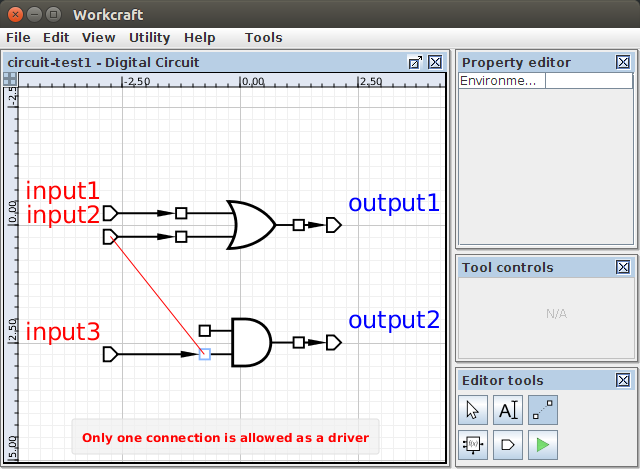 Workcraft
File Edit View Utility Help Tools
circuit-test1 - Digital Circuit
-2,50 0,00 2,50
-2,5
0,00
2,50
5,00
input1
input2
input3
output1
output2
Only one connection is allowed as a driver
Property editor
Environme...
Tool controls
N/A
Editor tools
A
f(x)